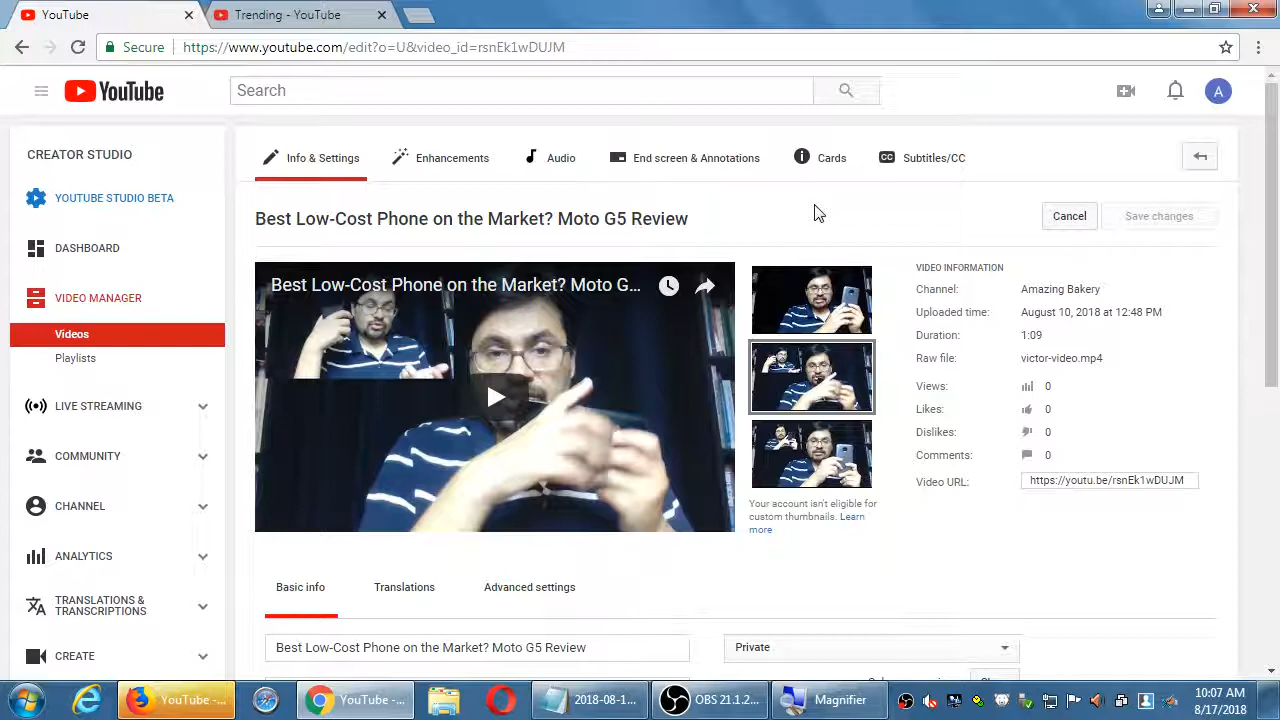 YouTube
Trending - YouTube
Secure
https://www.youtube.com/edit?o=U&video_id=rsnEk1wDUJM
YouTube
Search
A
CREATOR STUDIO
YOUTUBE STUDIO BETA
DASHBOARD
VIDEO MANAGER
Videos
Playlists
LIVE STREAMING
COMMUNITY
CHANNEL
ANALYTICS
TRANSLATIONS &
TRANSCRIPTIONS
CREATE
Info & Settings
Enhancements
Audio
End screen & Annotations
Cards
CC Subtitles/CC
Best Low-Cost Phone on the Market? Moto G5 Review
Cancel
Save changes
Best Low-Cost Phone on the Market? Moto G...
Your account isn't eligible for
custom thumbnails. Learn
more
VIDEO INFORMATION
Channel: Amazing Bakery
Uploaded time: August 10, 2018 at 12:48 PM
Duration: 1:09
Raw file: victor-video.mp4
Views: 0
Likes: 0
Dislikes: 0
Comments: 0
Video URL: https://youtu.be/rsnEk1wDUJM
Basic info
Translations
Advanced settings
Best Low-Cost Phone on the Market? Moto G5 Review
Private
YouTube -...
YouTube -...
2018-08-1...
OBS 21.1.2...
Magnifier
10:07 AM
8/17/2018